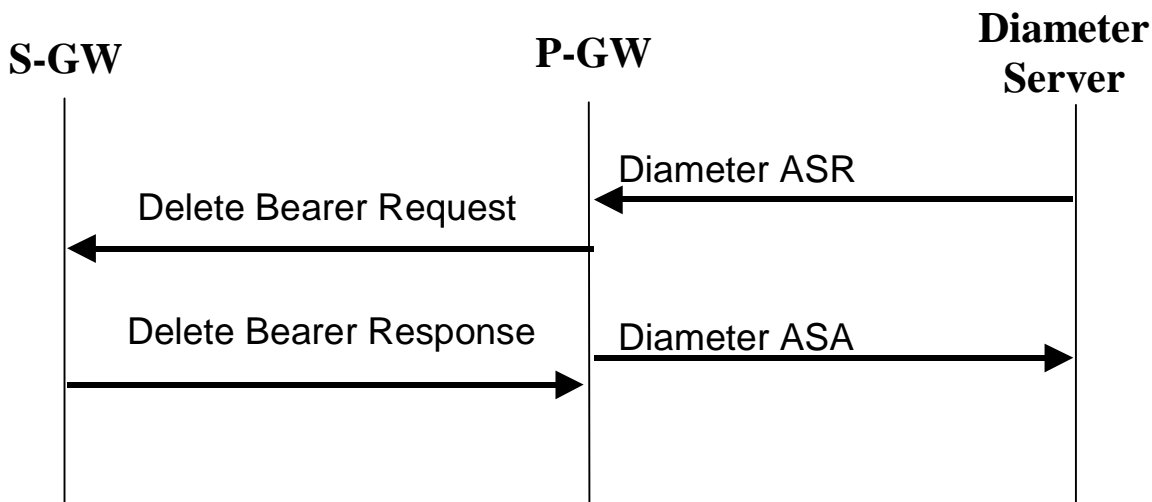 S-GW
P-GW
Diameter
Server
Diameter ASR
Delete Bearer Request
Delete Bearer Response
Diameter ASA